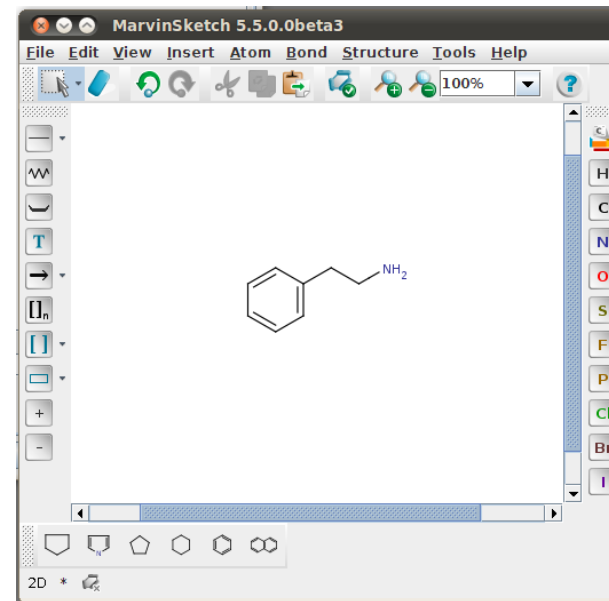 MarvinSketch 5.5.0.0beta3
File Edit View Insert Atom Bond Structure Tools Help
100% ?
C
H
C
T
N
NH2
O
[]n
S
[ ]
F
P
+
Cl
-
Br
I
N
2D *